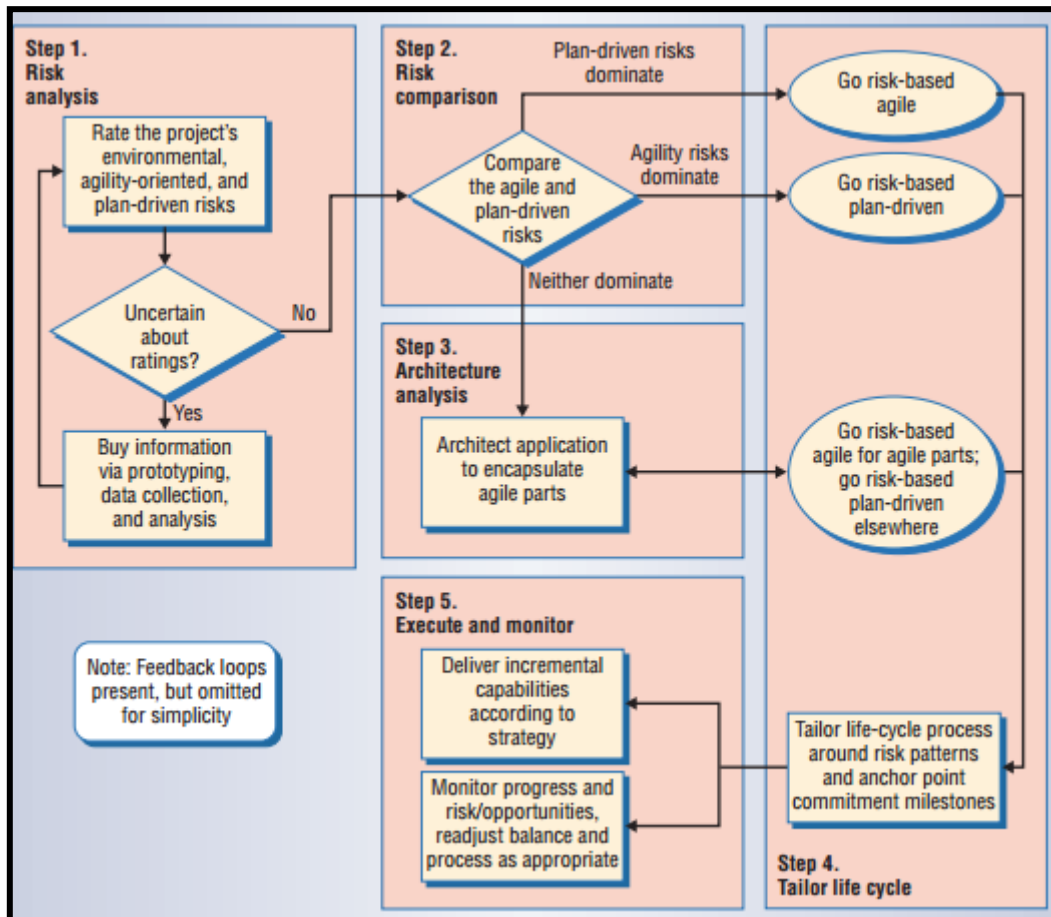 Step 1.
Risk
analysis
Rate the project's
environmental,
agility-oriented, and
plan-driven risks
Uncertain
about
ratings?
No
Yes
Buy information
via prototyping,
data collection,
and analysis
Note: Feedback loops
present, but omitted
for simplicity
Step 2.
Risk
comparison
Plan-driven risks
dominate
Compare
the agile and
plan-driven
risks
Agility risks
dominate
Neither dominate
Step 3.
Architecture
analysis
Architect application
to encapsulate
agile parts
Go risk-based
agile
Go risk-based
plan-driven
Go risk-based
agile for agile parts;
go risk-based
plan-driven
elsewhere
Tailor life-cycle process
around risk patterns
and anchor point
commitment milestones
Step 4.
Tailor life cycle
Step 5.
Execute and monitor
Deliver incremental
capabilities
according to
strategy
Monitor progress and
risk/opportunities,
readjust balance and
process as appropriate